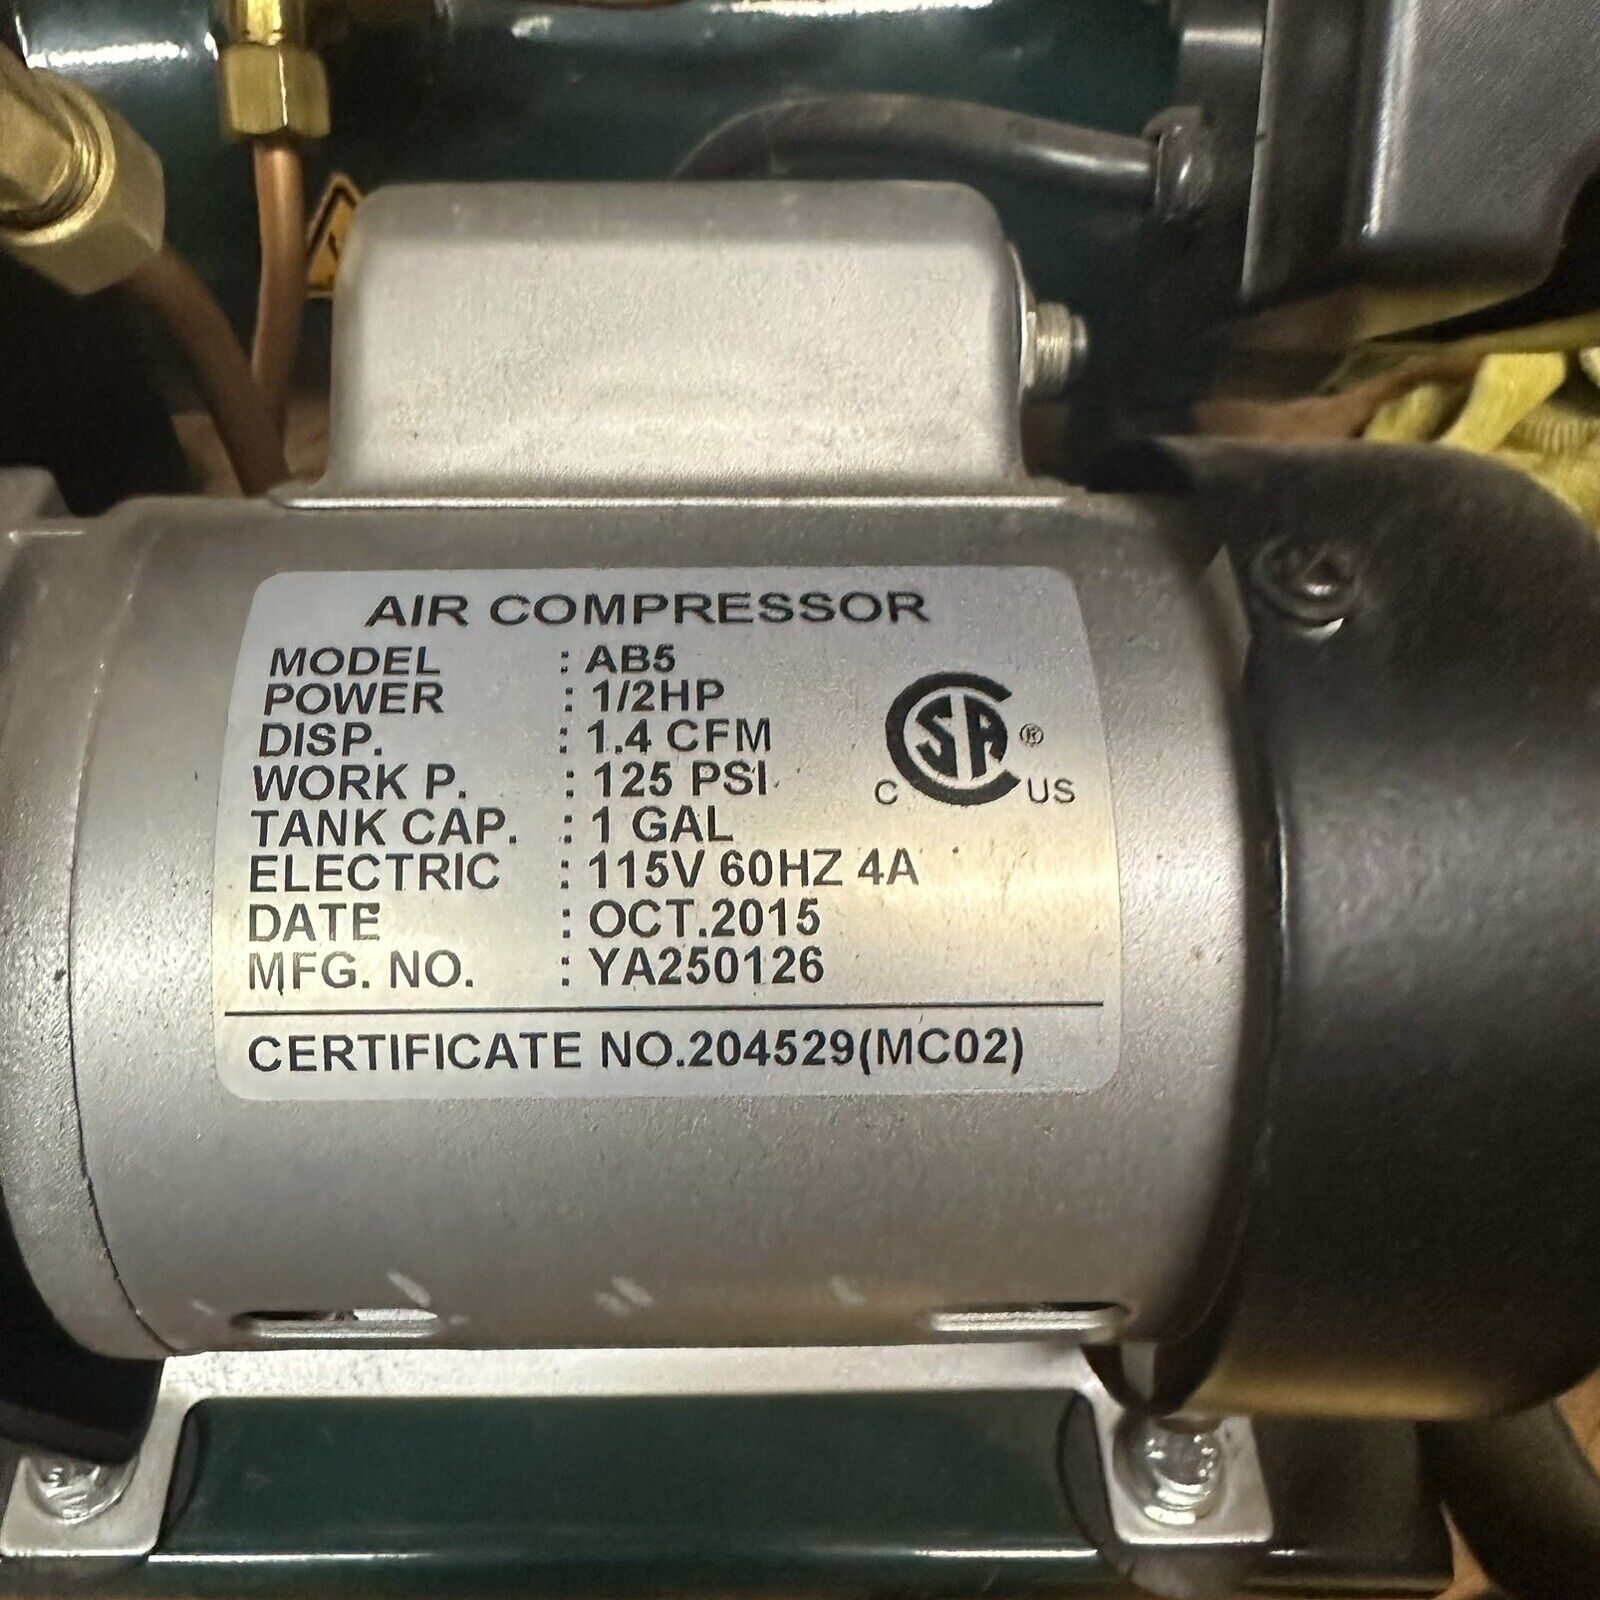 AIR COMPRESSOR
MODEL : AB5
POWER : 1/2HP
DISP. : 1.4 CFM
WORK P. : 125 PSI
TANK CAP. : 1 GAL
ELECTRIC : 115V 60HZ 4A
DATE : OCT.2015
MFG. NO. : YA250126
CSA ®
C US
CERTIFICATE NO.204529(MC02)